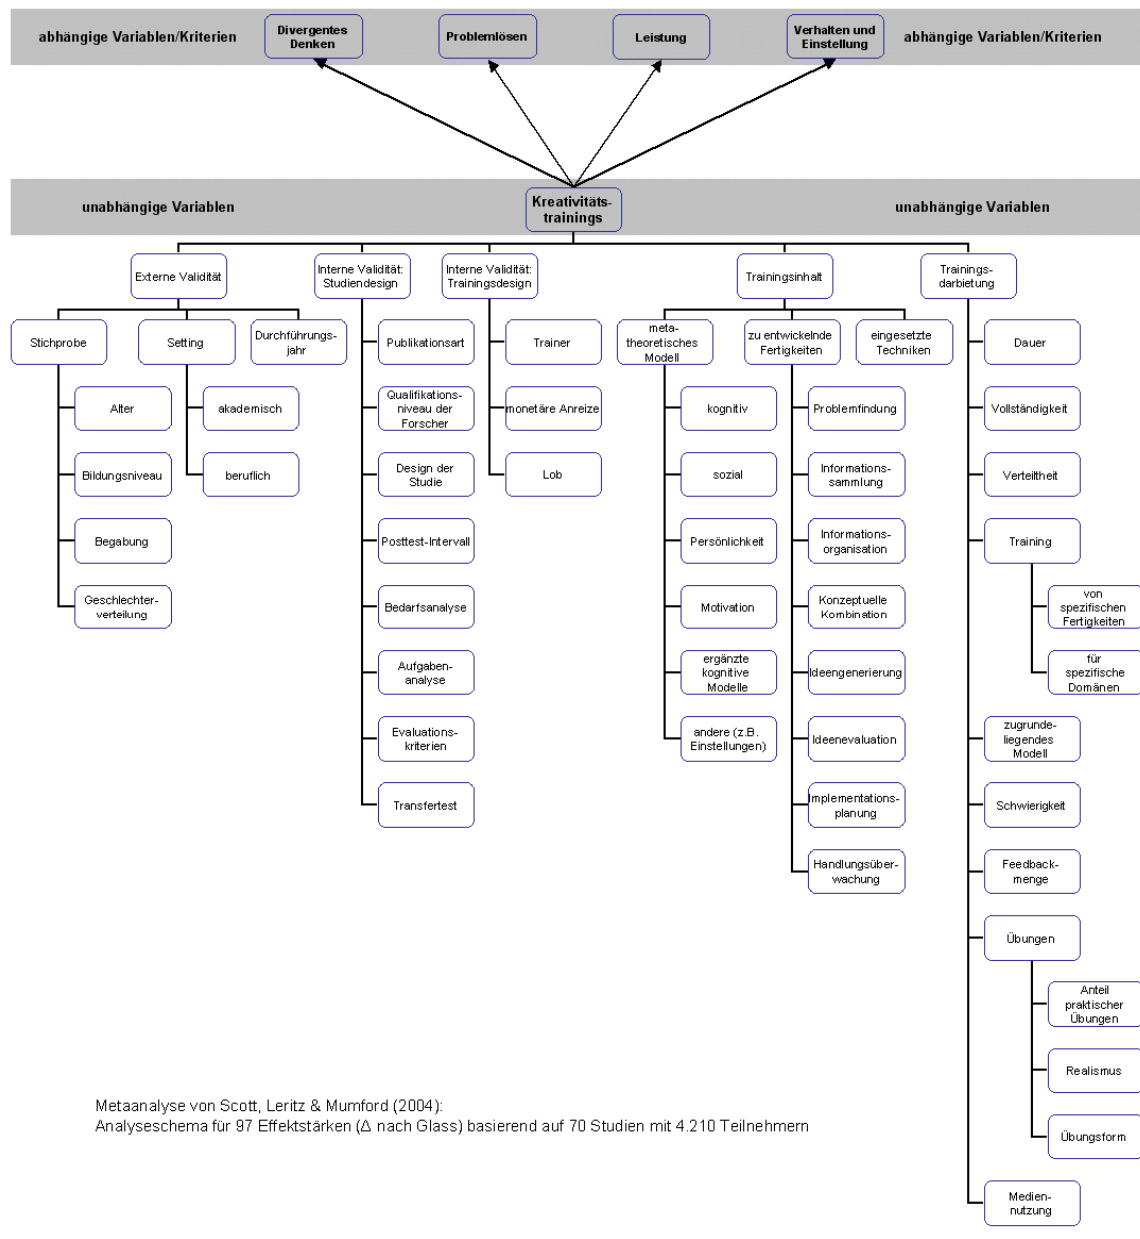 abhängige Variablen/Kriterien
Divergentes
Denken
Problemlösen
Leistung
Verhalten und
Einstellung
abhängige Variablen/Kriterien
unabhängige Variablen
Kreativitäts-
trainings
unabhängige Variablen
Externe Validität
Interne Validität:
Studiendesign
Interne Validität:
Trainingsdesign
Trainingsinhalt
Trainings-
darbietung
Stichprobe
Setting
Durchführungs-
jahr
Publikationsart
Trainer
meta-
theoretisches
Modell
zu entwickelnde
Fertigkeiten
eingesetzte
Techniken
Dauer
Alter
akademisch
Qualifikations-
niveau der
Forscher
monetäre Anreize
kognitiv
Problemfindung
Vollständigkeit
Bildungsniveau
beruflich
Design der
Studie
Lob
sozial
Informations-
sammlung
Verteiltheit
Begabung
Posttest-Intervall
Persönlichkeit
Informations-
organisation
Training
Geschlechter-
verteilung
Bedarfsanalyse
Motivation
Konzeptuelle
Kombination
von
spezifischen
Fertigkeiten
Aufgaben-
analyse
ergänzte
kognitive
Modelle
Ideengenerierung
für
spezifische
Domänen
Evaluations-
kriterien
andere (z.B.
Einstellungen)
Ideenevaluation
zugrunde-
liegendes
Modell
Transfertest
Implementations-
planung
Schwierigkeit
Handlungsüber-
wachung
Feedback-
menge
Übungen
Anteil
praktischer
Übungen
Realismus
Übungsform
Medien-
nutzung
Metaanalyse von Scott, Leritz & Mumford (2004):
Analyseschema für 97 Effektstärken (Δ nach Glass) basierend auf 70 Studien mit 4.210 Teilnehmern